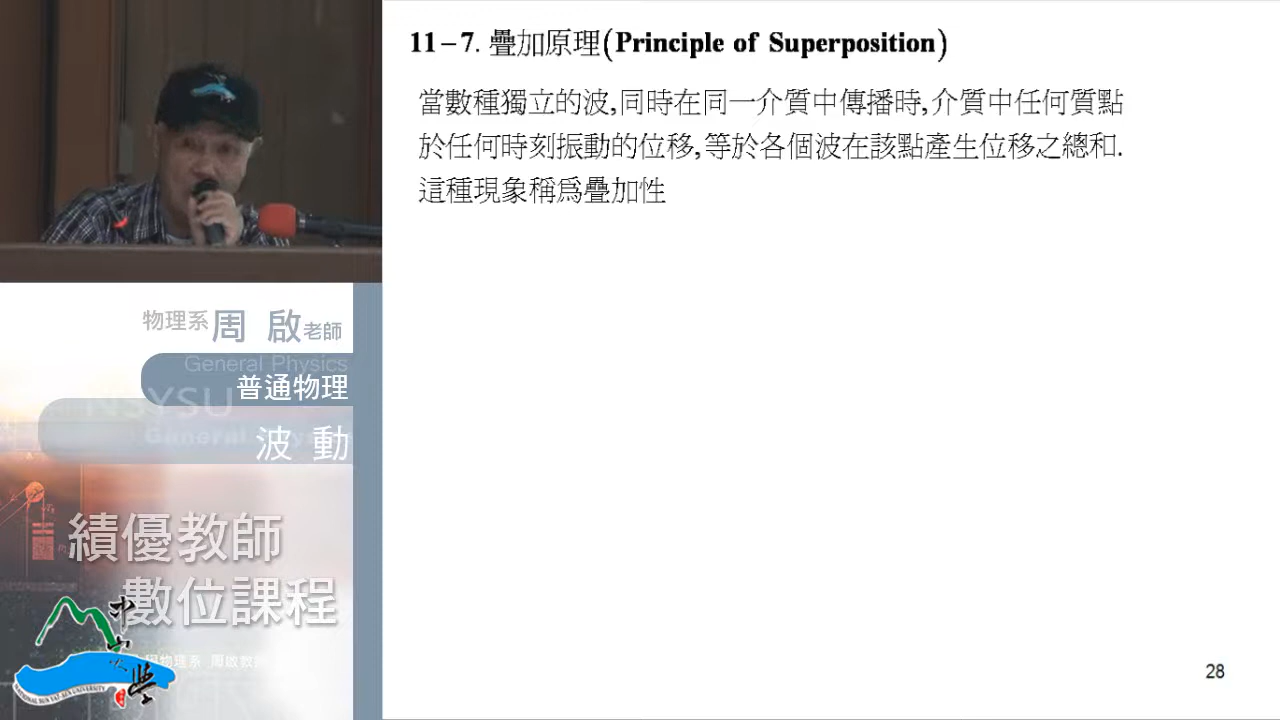 11-7. 疊加原理(Principle of Superposition)
當數種獨立的波,同時在同一介質中傳播時,介質中任何質點
於任何時刻振動的位移,等於各個波在該點產生位移之總和.
這種現象稱爲疊加性
物理系周 啟老師
General Physics
普通物理
NSYSU
波 動
績優教師
數位課程
28